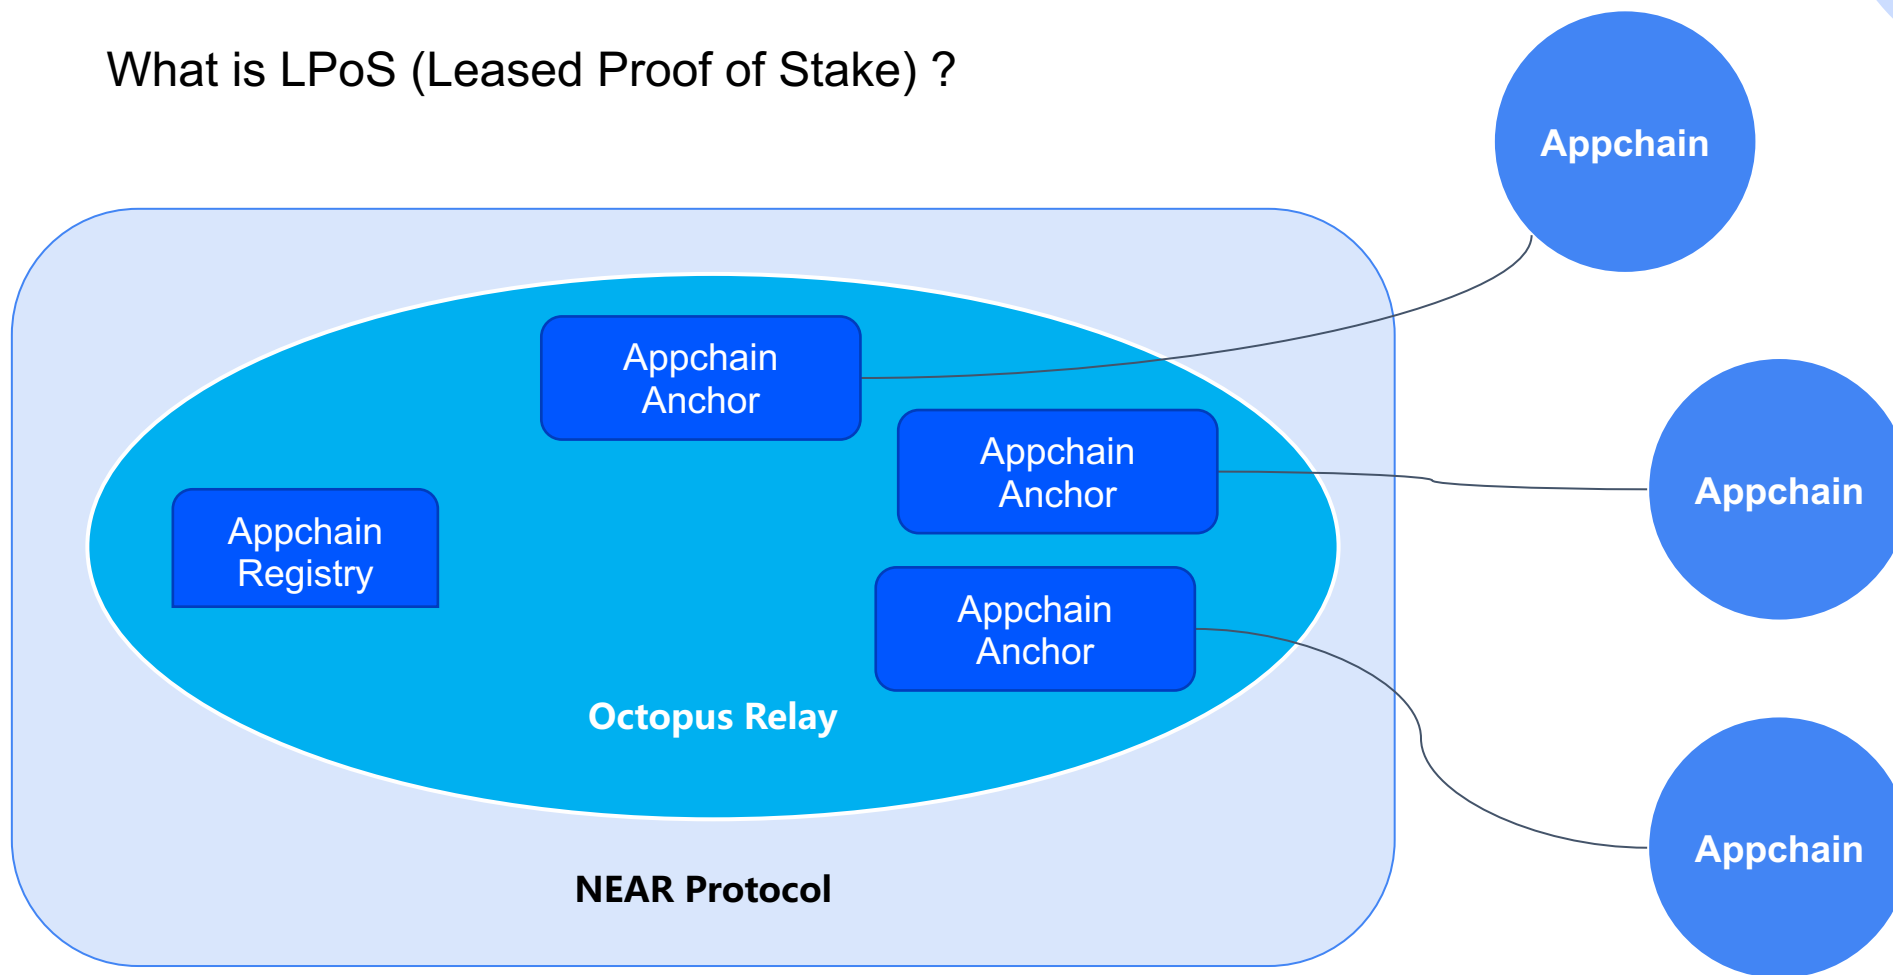 What is LPoS (Leased Proof of Stake) ?
Appchain
Appchain
Anchor
Appchain
Anchor
Appchain
Appchain
Registry
Appchain
Anchor
Octopus Relay
Appchain
NEAR Protocol